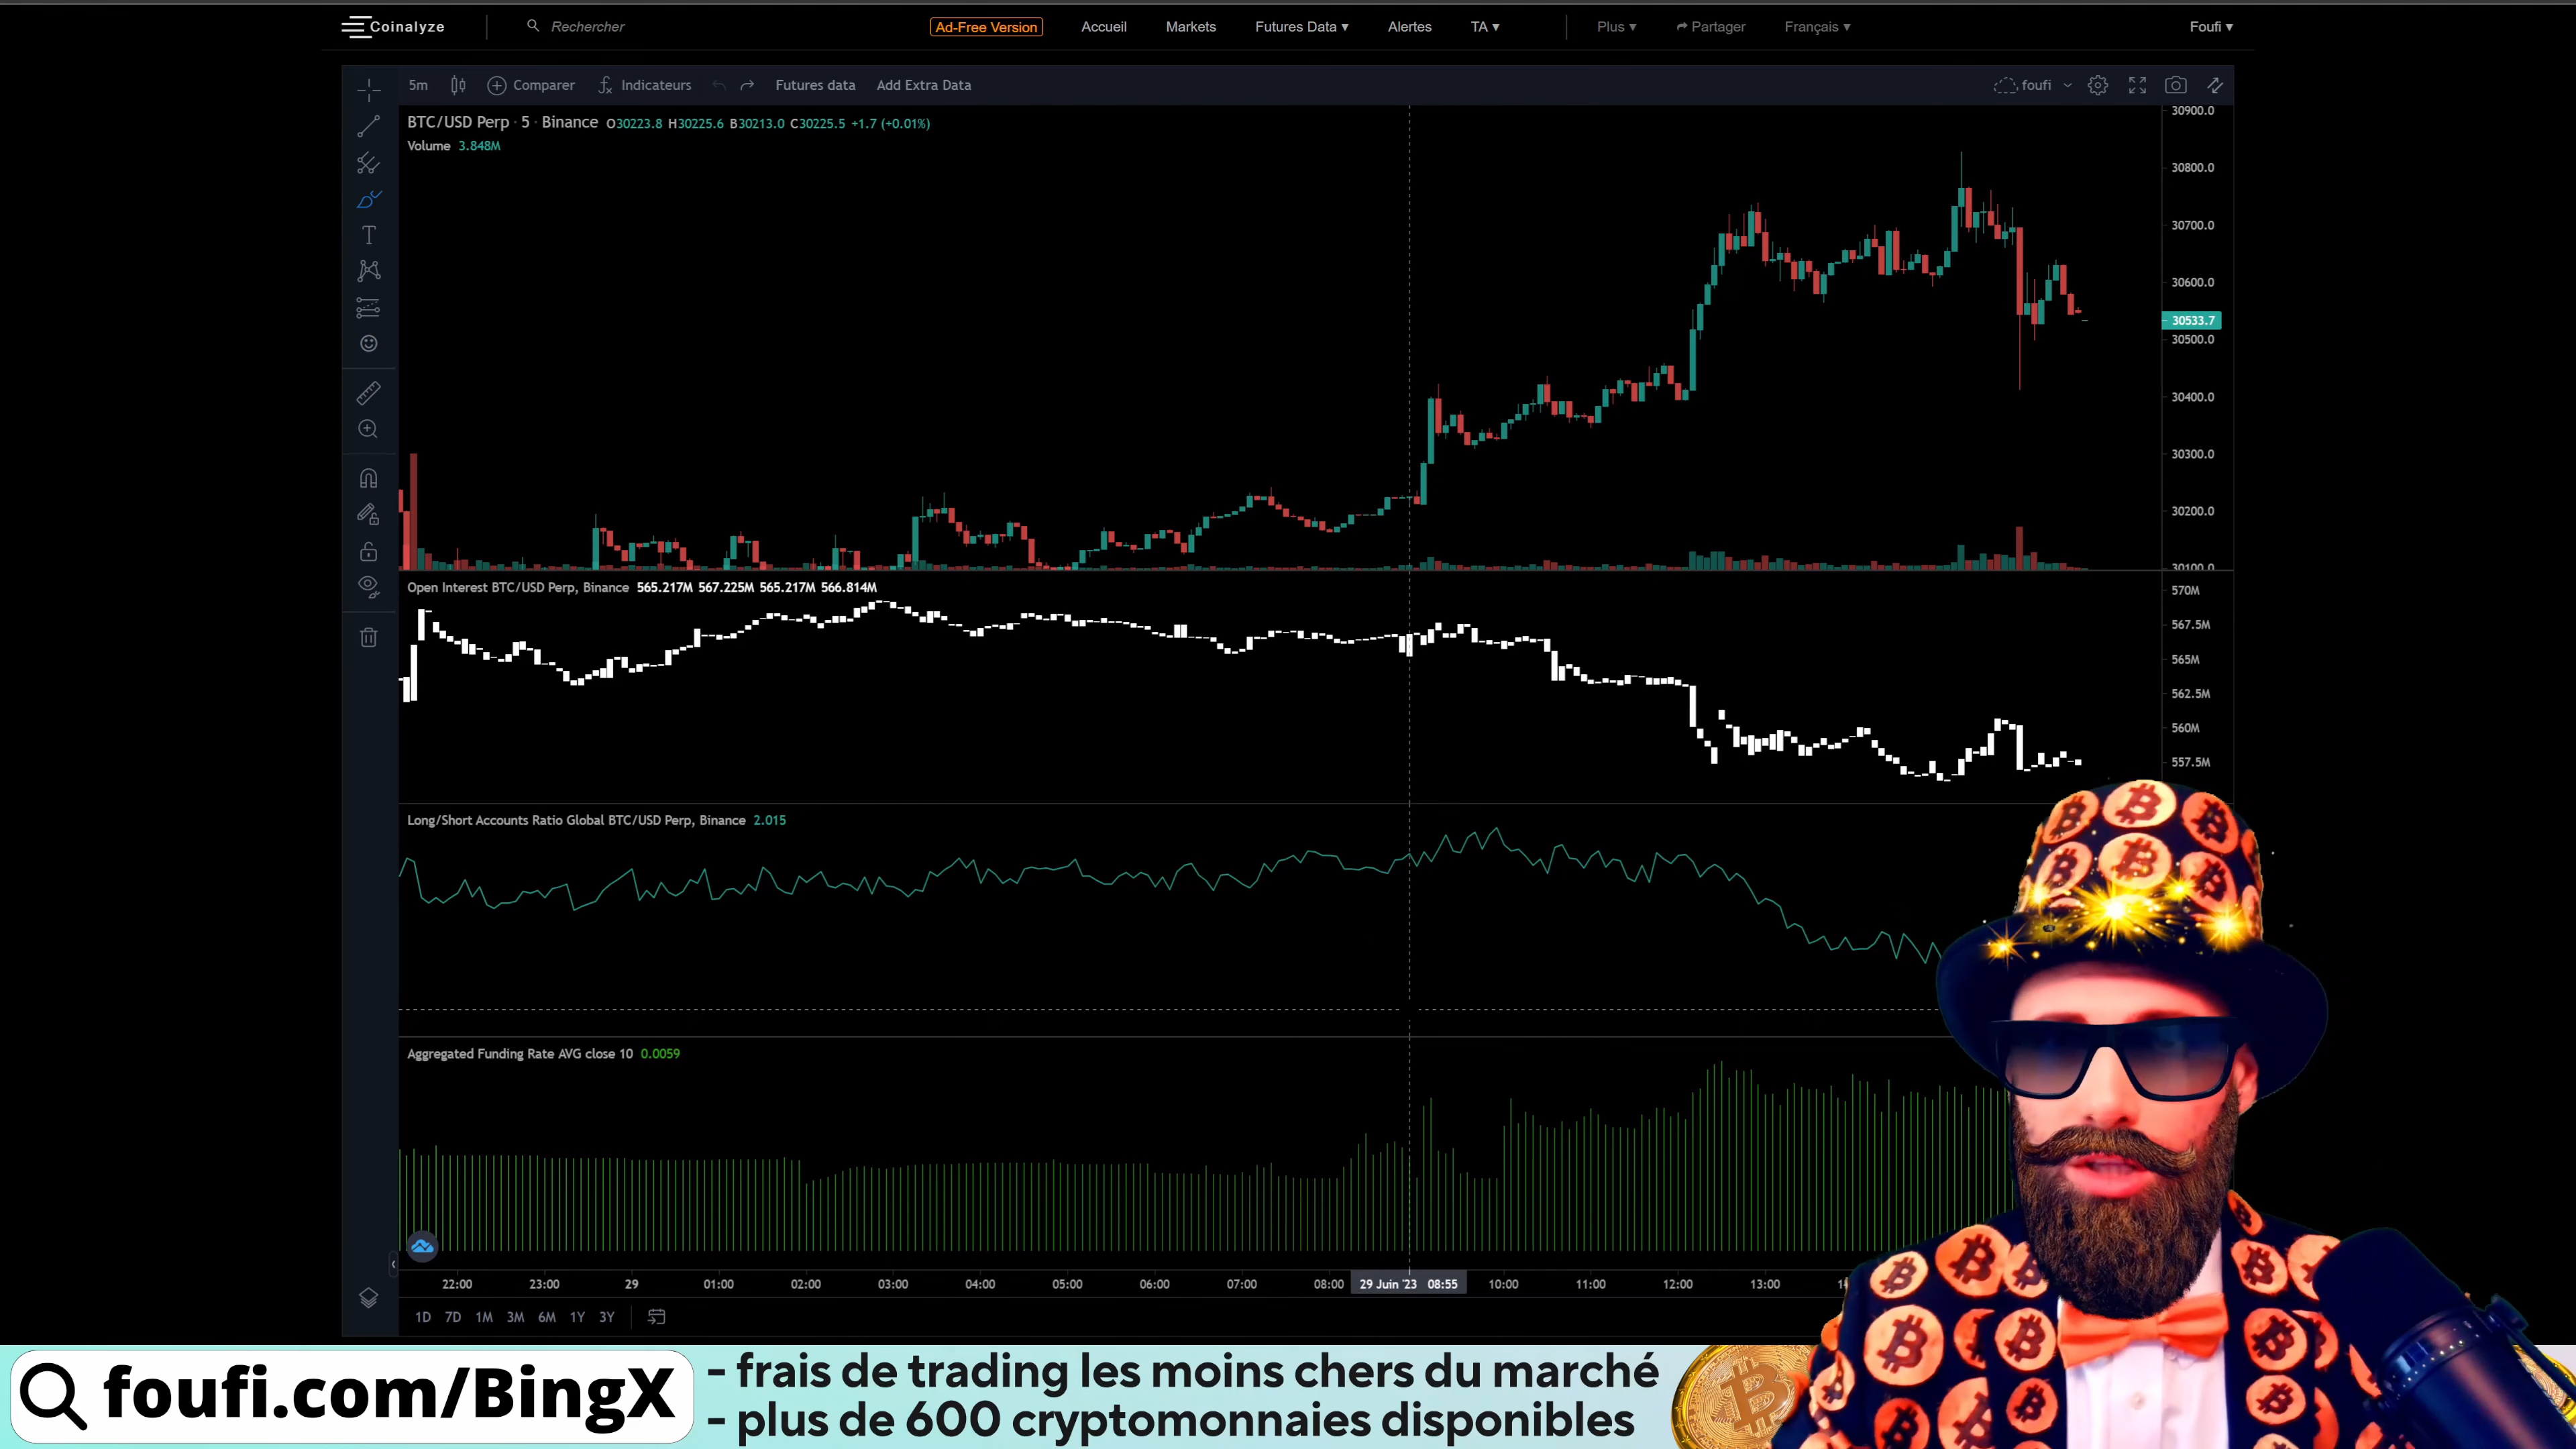 Coinalyze
Rechercher
Ad-Free Version
Accueil
Markets
Futures Data ▾
Alertes
TA ▾
Plus ▾
Partager
Français ▾
Foufi ▾
5m
Comparer
Indicateurs
Futures data
Add Extra Data
foufi
BTC/USD Perp · 5 · Binance O30223.8 H30225.6 B30213.0 C30225.5 +1.7 (+0.01%)
Volume 3.848M
30900.0
30800.0
30700.0
30600.0
30533.7
30500.0
30400.0
30300.0
30200.0
30100.0
Open Interest BTC/USD Perp, Binance 565.217M 567.225M 565.217M 566.814M
570M
567.5M
565M
562.5M
560M
557.5M
Long/Short Accounts Ratio Global BTC/USD Perp, Binance 2.015
Aggregated Funding Rate AVG close 10 0.0059
22:00 23:00 29 01:00 02:00 03:00 04:00 05:00 06:00 07:00 08:00 29 Juin '23 08:55 10:00 11:00 12:00 13:00
1D 7D 1M 3M 6M 1Y 3Y
foufi.com/BingX
- frais de trading les moins chers du marché
- plus de 600 cryptomonnaies disponibles